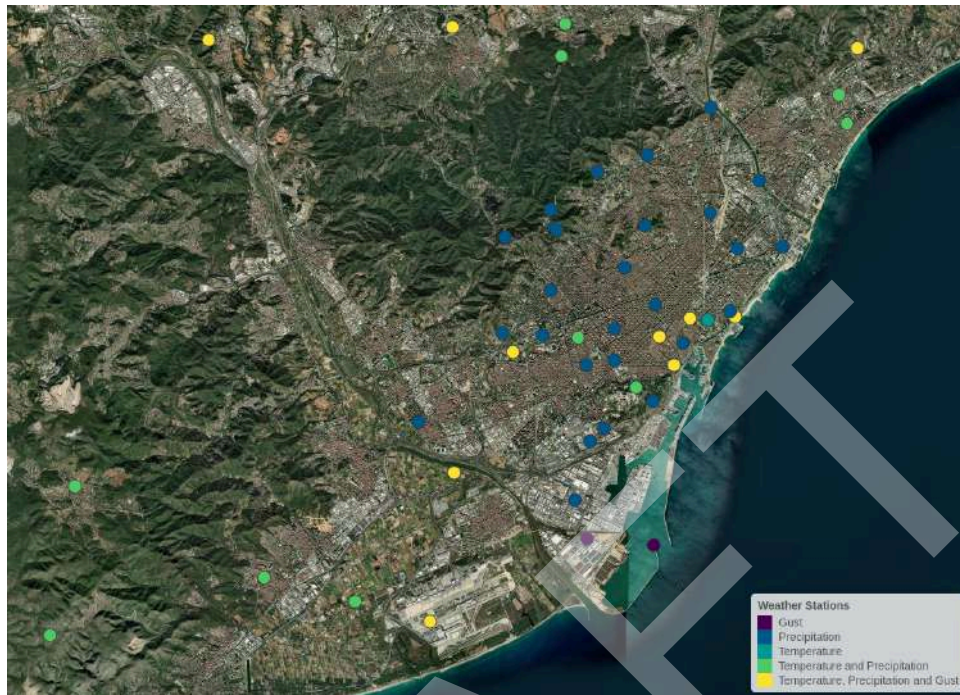 Weather Stations
Gust
Precipitation
Temperature
Temperature and Precipitation
Temperature, Precipitation and Gust